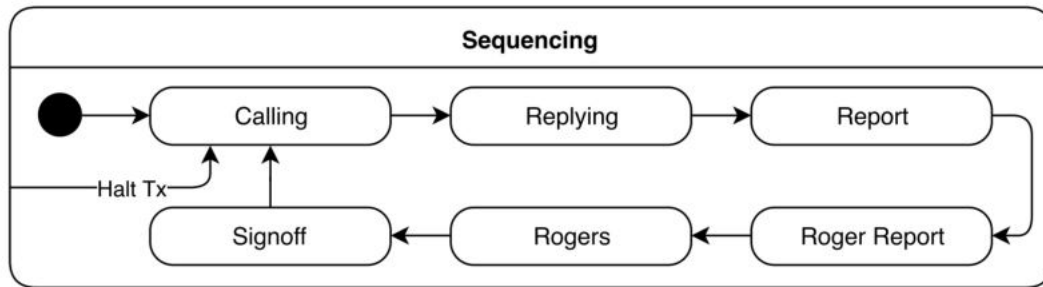 Sequencing
Calling
Replying
Report
Halt Tx
Signoff
Rogers
Roger Report